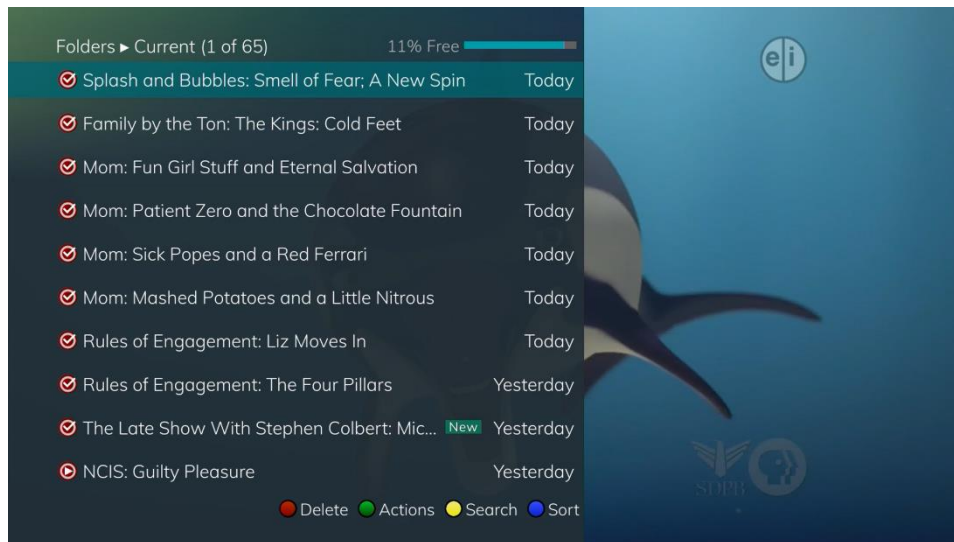 Folders ▸ Current (1 of 65) 11% Free
Splash and Bubbles: Smell of Fear; A New Spin Today
Family by the Ton: The Kings: Cold Feet Today
Mom: Fun Girl Stuff and Eternal Salvation Today
Mom: Patient Zero and the Chocolate Fountain Today
Mom: Sick Popes and a Red Ferrari Today
Mom: Mashed Potatoes and a Little Nitrous Today
Rules of Engagement: Liz Moves In Today
Rules of Engagement: The Four Pillars Yesterday
The Late Show With Stephen Colbert: Mic... New Yesterday
NCIS: Guilty Pleasure Yesterday
Delete Actions Search Sort
e|i
SDPB